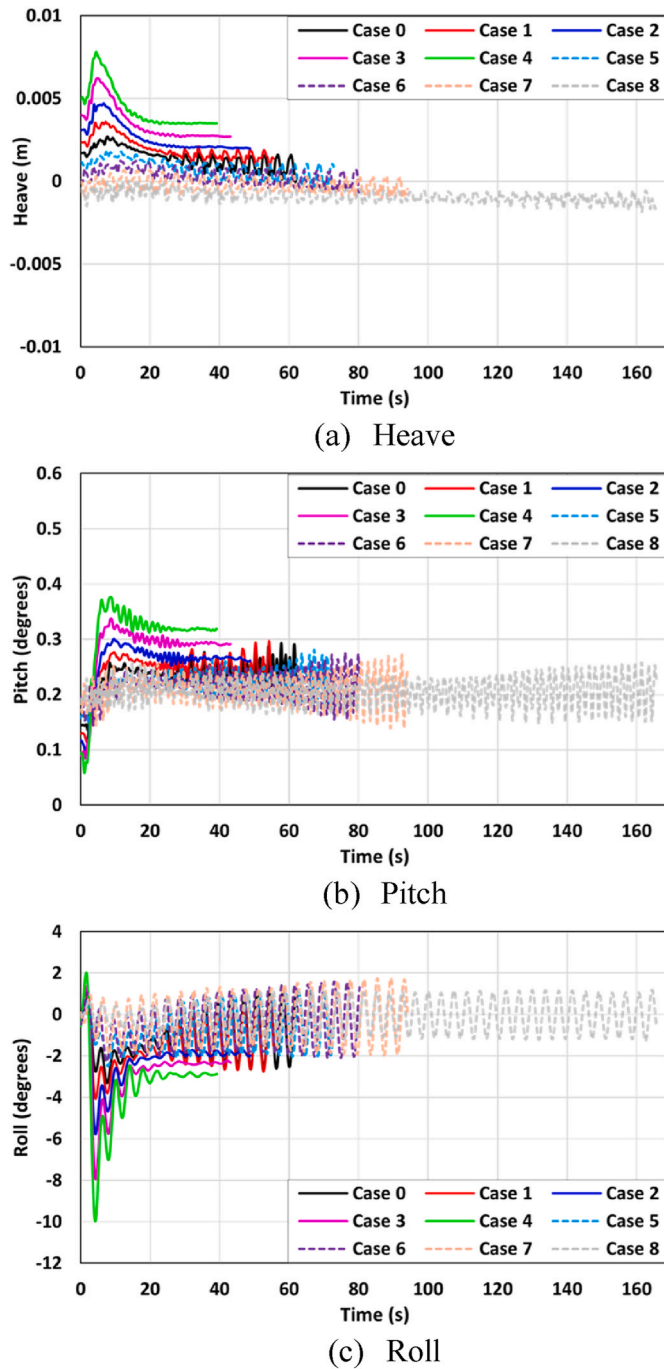 0.01
Case 0 Case 1 Case 2
Case 3 Case 4 Case 5
Case 6 Case 7 Case 8
0.005
0
-0.005
-0.01
Heave (m)
0 20 40 60 80 100 120 140 160
Time (s)
(a) Heave
0.6
Case 0 Case 1 Case 2
Case 3 Case 4 Case 5
Case 6 Case 7 Case 8
0.5
0.4
0.3
0.2
0.1
0
Pitch (degrees)
0 20 40 60 80 100 120 140 160
Time (s)
(b) Pitch
4
2
0
-2
-4
-6
-8
-10
-12
Roll (degrees)
Case 0 Case 1 Case 2
Case 3 Case 4 Case 5
Case 6 Case 7 Case 8
0 20 40 60 80 100 120 140 160
Time (s)
(c) Roll